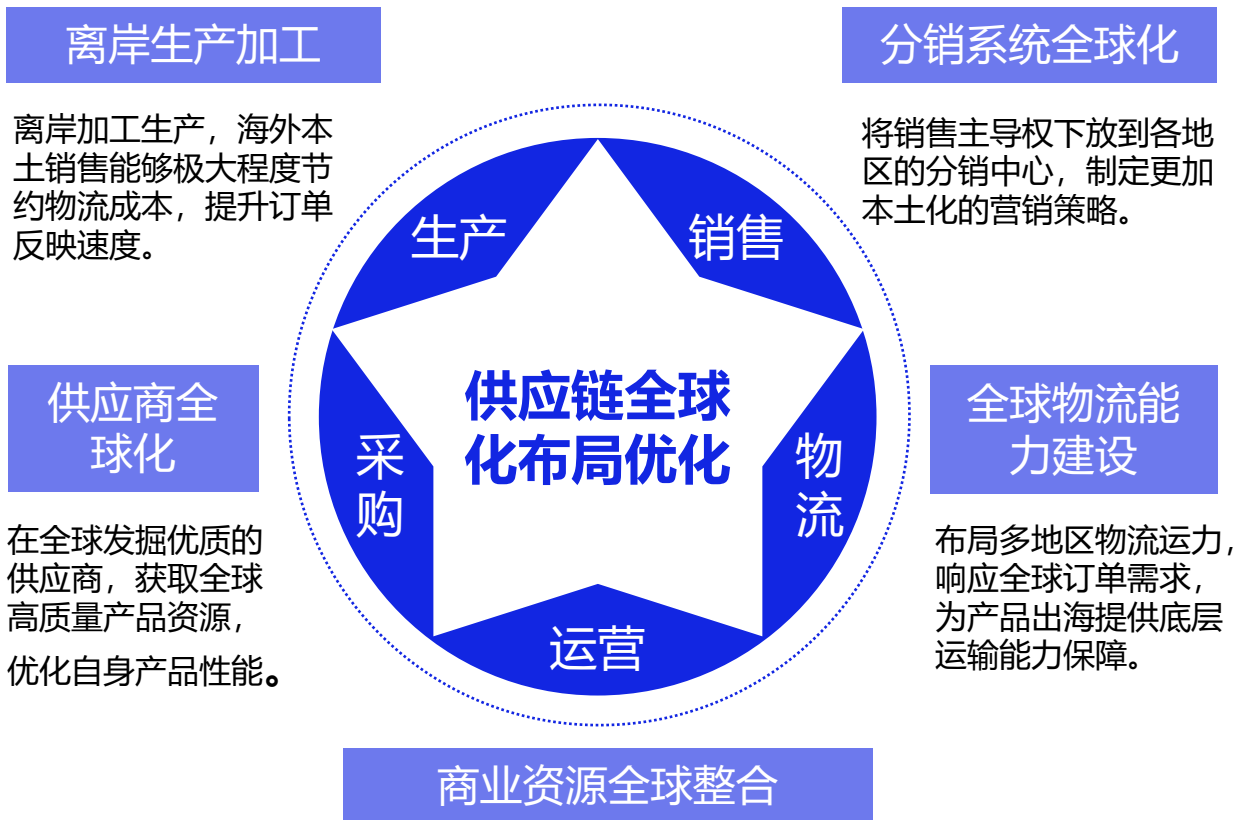 离岸生产加工
离岸加工生产，海外本
土销售能够极大程度节
约物流成本，提升订单
反映速度。
分销系统全球化
将销售主导权下放到各地
区的分销中心，制定更加
本土化的营销策略。
生产
销售
供应链全球
化布局优化
采
购
物
流
运营
供应商全
球化
在全球发掘优质的
供应商，获取全球
高质量产品资源，
优化自身产品性能。
全球物流能
力建设
布局多地区物流运力，
响应全球订单需求，
为产品出海提供底层
运输能力保障。
商业资源全球整合